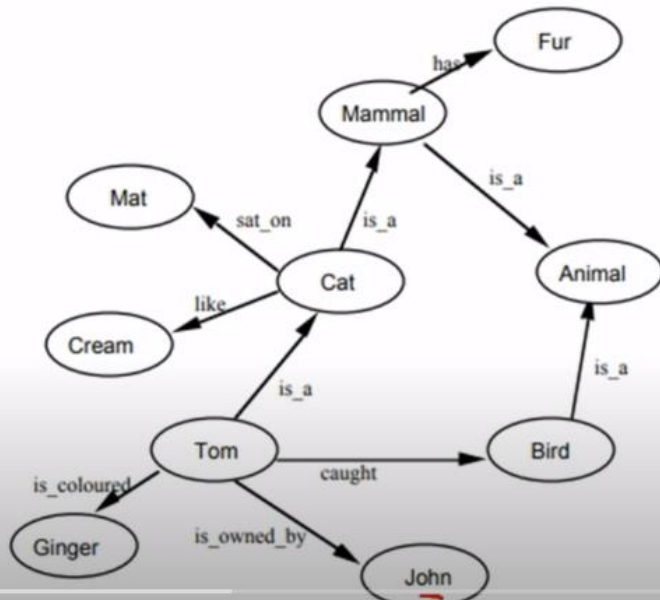 Fur
has
Mammal
is_a
Mat
sat_on
is_a
Cat
Animal
like
Cream
is_a
is_a
Tom
caught
Bird
is_coloured
Ginger
is_owned_by
John